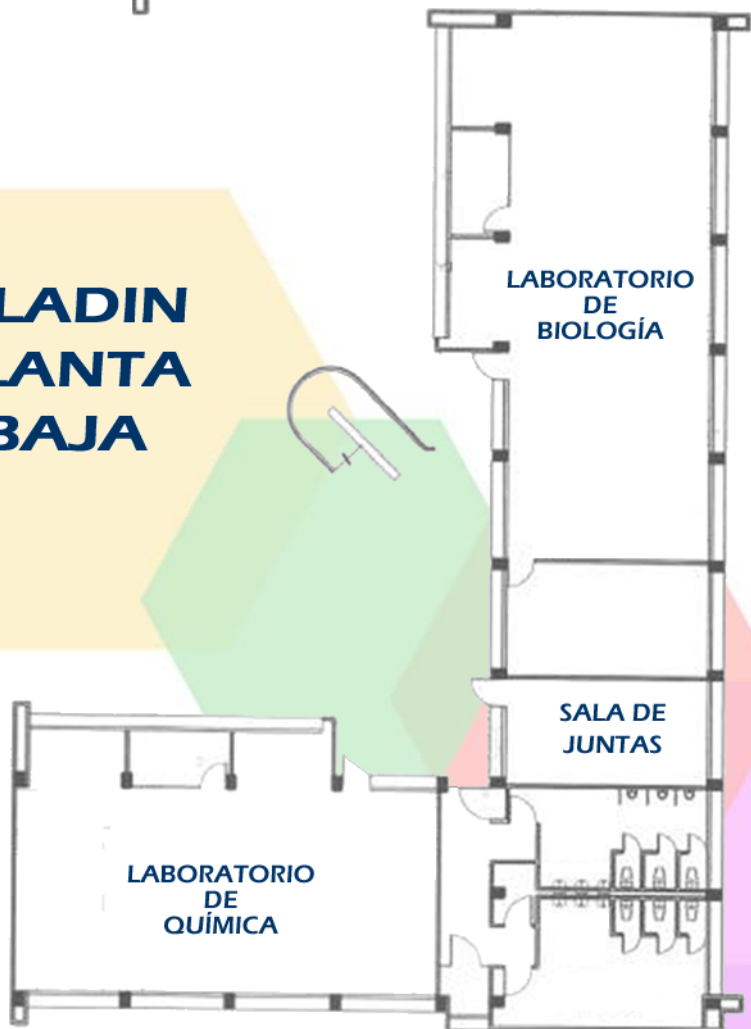 LADIN
LANTA
BAJA
LABORATORIO
DE
BIOLOGÍA
SALA DE
JUNTAS
LABORATORIO
DE
QUÍMICA